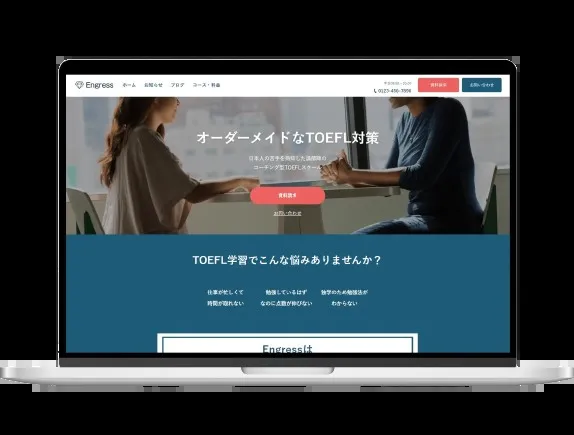 Engress
ホーム お知らせ ブログ コース・料金
0123-456-7896
資料請求
お問い合わせ
オーダーメイドなTOEFL対策
日本人の苦手を熟知した講師陣の
コーチング型TOEFLスクール
資料請求
お問い合わせ
TOEFL学習でこんな悩みありませんか？
仕事が忙しくて
時間が取れない
勉強しているはず
なのに点数が伸びない
独学のため勉強法が
わからない
Engressは